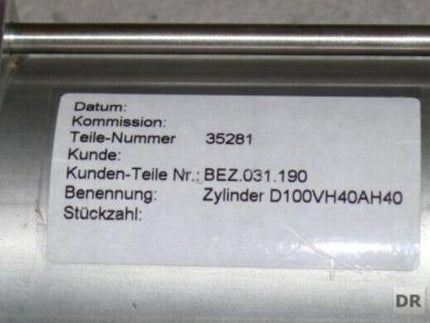 Datum:
Kommission:
Teile-Nummer 35281
Kunde:
Kunden-Teile Nr.: BEZ.031.190
Benennung: Zylinder D100VH40AH40
Stückzahl:
DR